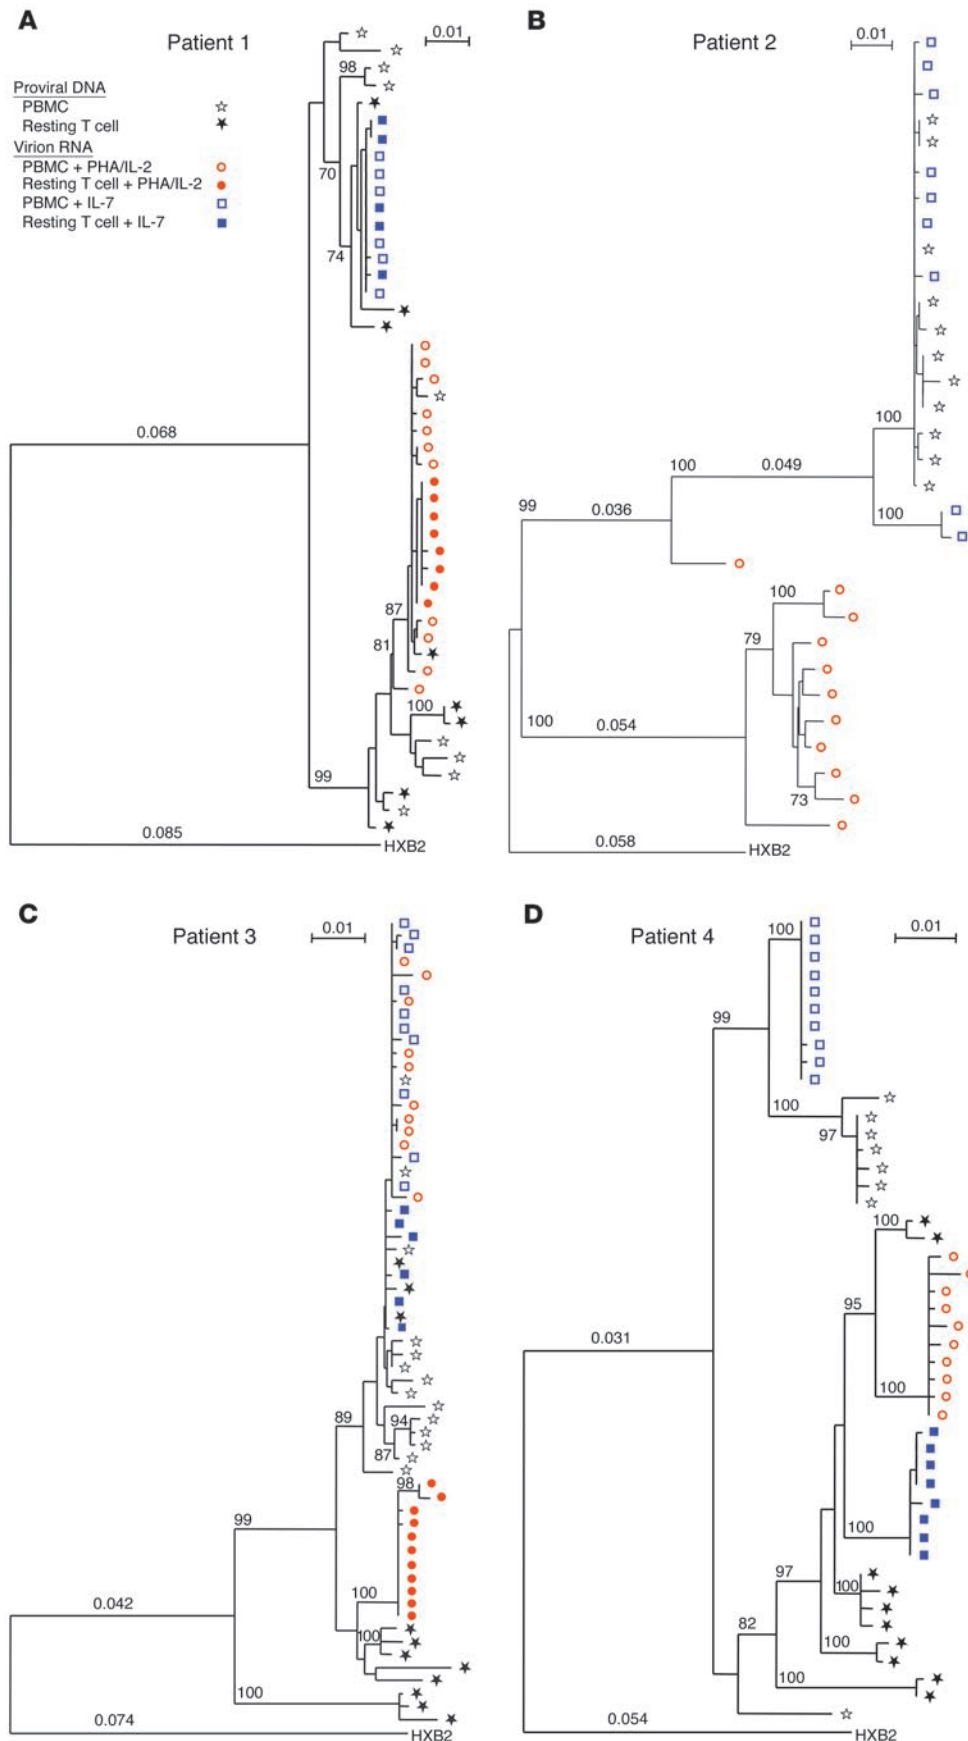 A
Patient 1
0.01
Proviral DNA
PBMC
Resting T cell
Virion RNA
PBMC + PHA/IL-2
Resting T cell + PHA/IL-2
PBMC + IL-7
Resting T cell + IL-7
98
70
74
0.068
87
81
100
99
0.085
HXB2
B
Patient 2
0.01
100
100
0.049
99
0.036
100
100
79
100
0.054
73
0.058
HXB2
C
Patient 3
0.01
89
94
87
98
99
100
0.042
100
100
0.074
HXB2
D
Patient 4
0.01
100
99
100
97
100
95
0.031
100
100
97
100
82
100
100
0.054
HXB2